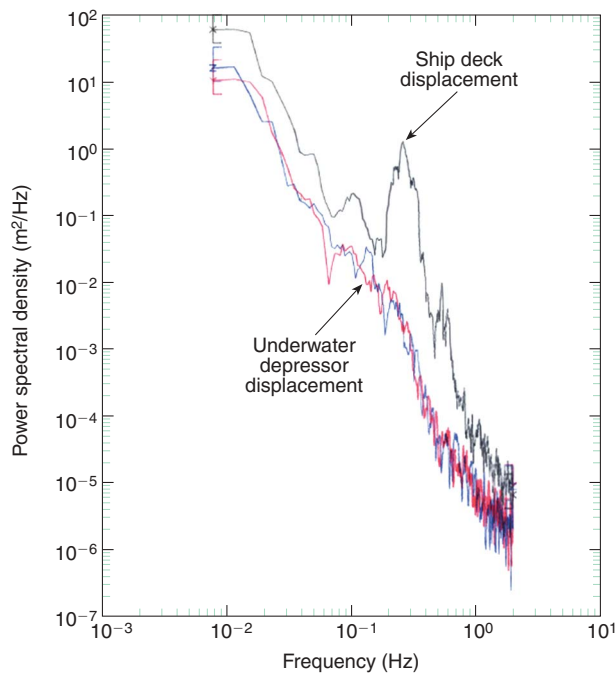 10²
10¹
10⁰
10⁻¹
10⁻²
10⁻³
10⁻⁴
10⁻⁵
10⁻⁶
10⁻⁷
Power spectral density (m²/Hz)
Ship deck
displacement
Underwater
depressor
displacement
10⁻³
10⁻²
10⁻¹
10⁰
10¹
Frequency (Hz)